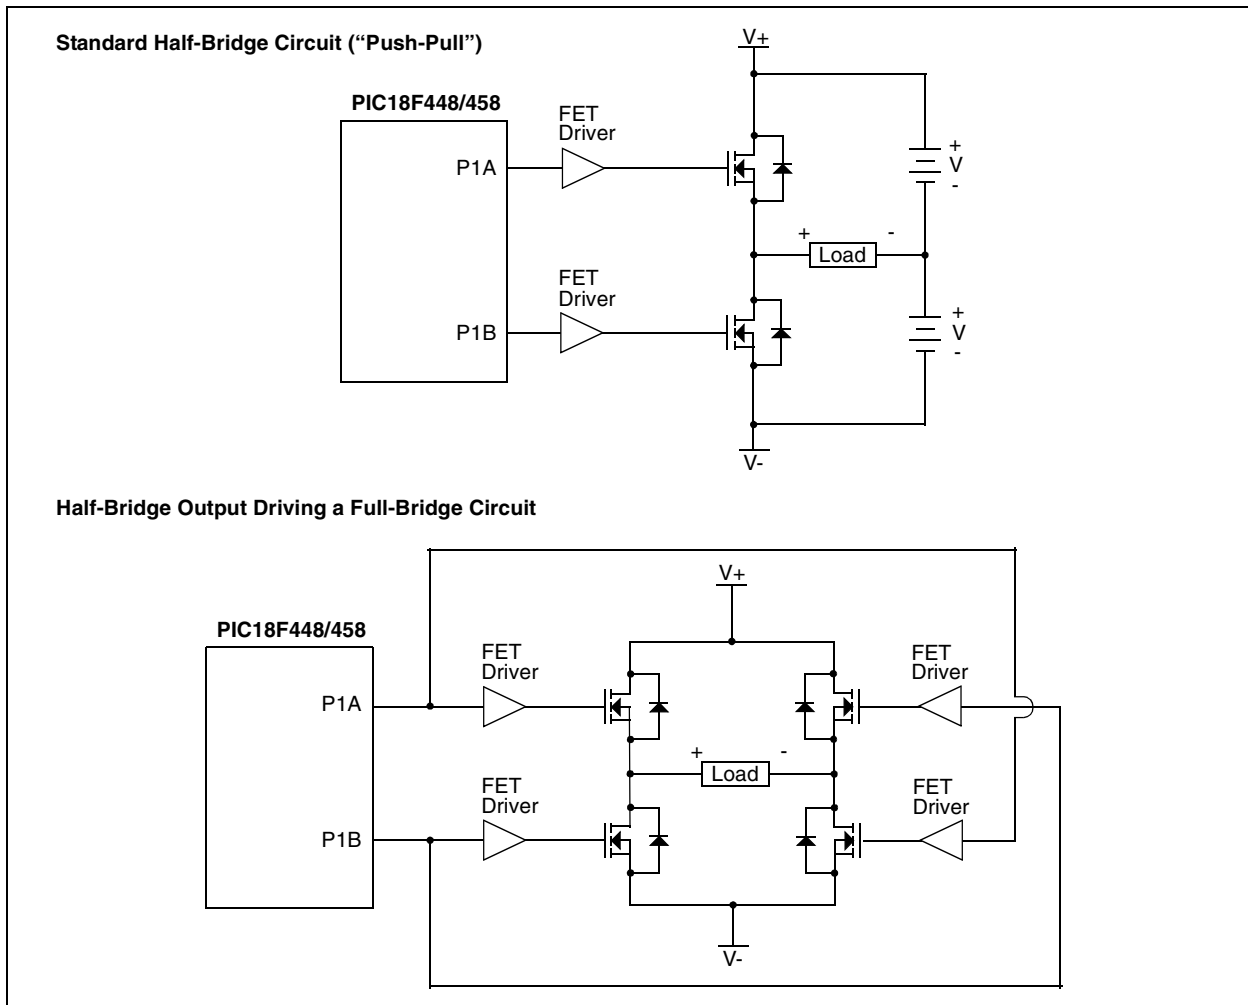 Standard Half-Bridge Circuit (“Push-Pull”)
V+
PIC18F448/458
FET
Driver
P1A
+
V
-
+ -
Load
FET
Driver
P1B
+
V
-
V-
Half-Bridge Output Driving a Full-Bridge Circuit
V+
PIC18F448/458
FET
Driver
FET
Driver
P1A
+ -
Load
FET
Driver
FET
Driver
P1B
V-